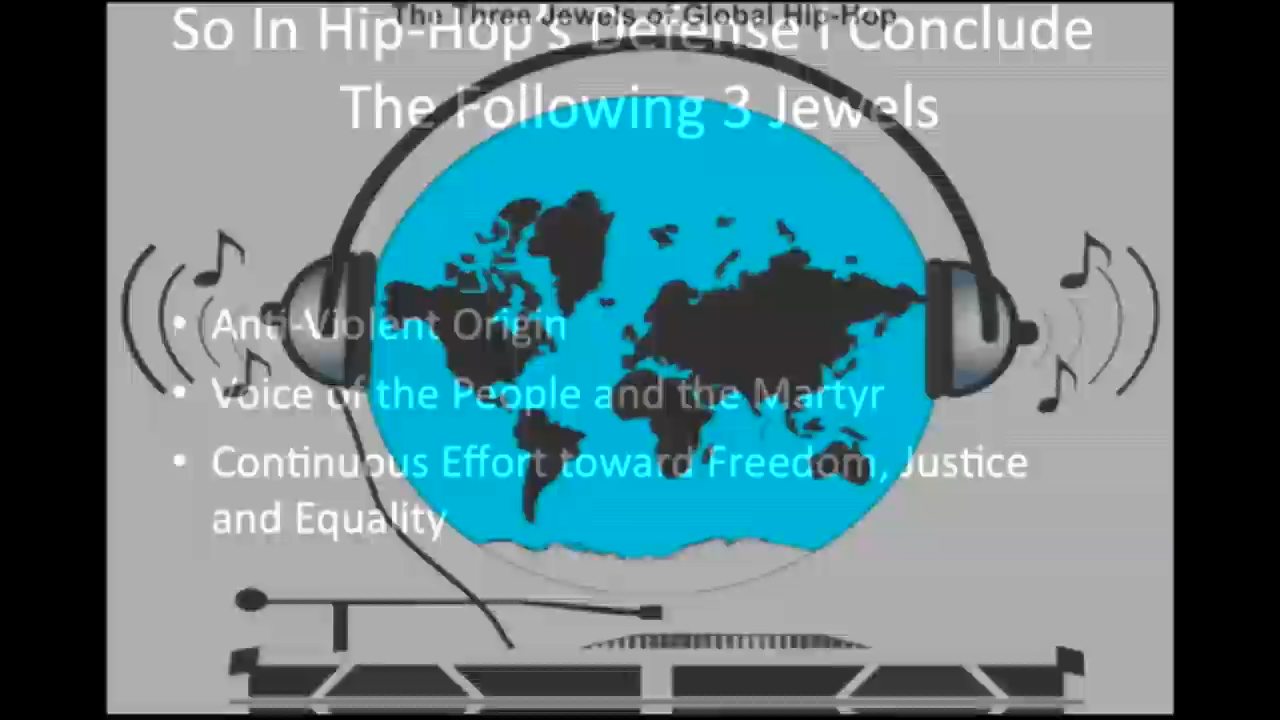 The Three Jewels of Global Hip-Hop
So In Hip-Hop's Defense I Conclude
The Following 3 Jewels
• Anti-Violent Origin
• Voice of the People and the Martyr
• Continuous Effort toward Freedom, Justice
and Equality